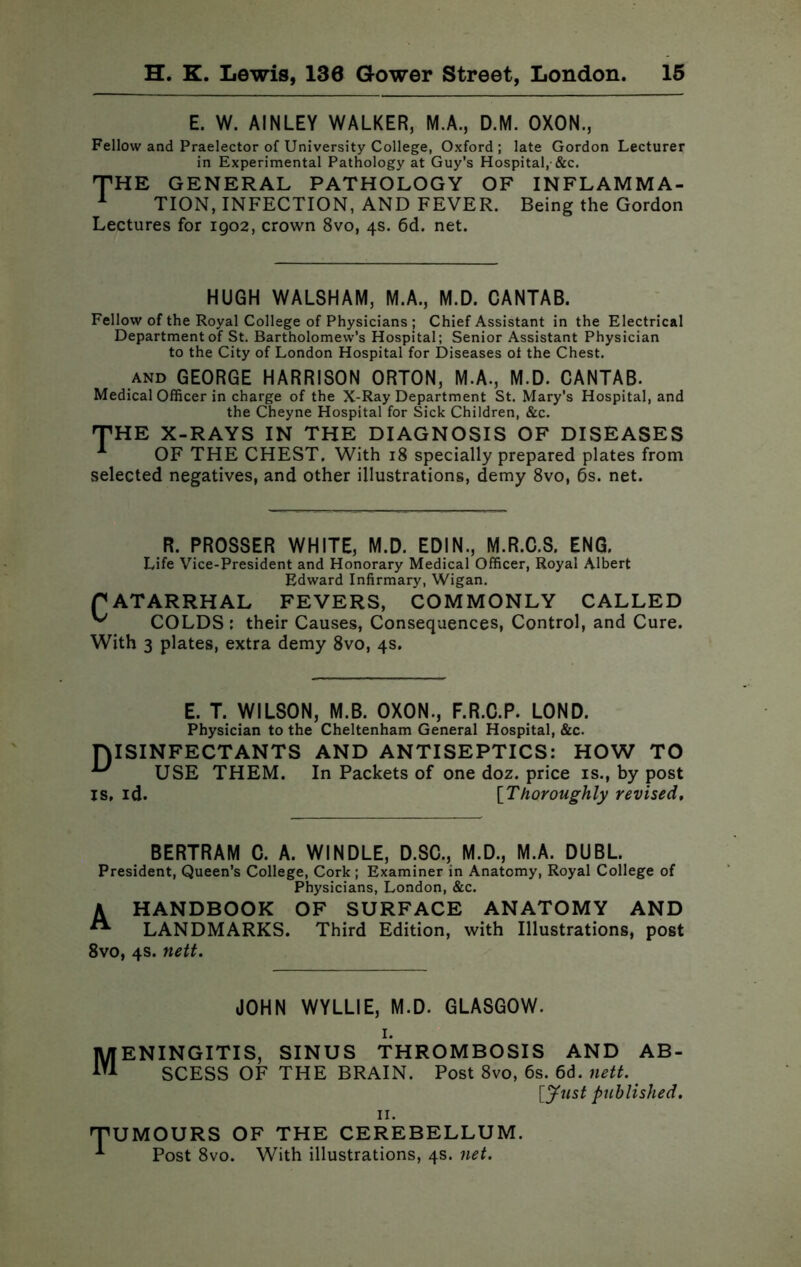 H. K. Lewis, 136 Gower Street, London. 15
E. W. AINLEY WALKER, M.A., D.M. OXON.,
Fellow and Praelector of University College, Oxford ; late Gordon Lecturer
in Experimental Pathology at Guy's Hospital, &c.
THE GENERAL PATHOLOGY OF INFLAMMA-
TION, INFECTION, AND FEVER. Being the Gordon
Lectures for 1902, crown 8vo, 4s. 6d. net.
HUGH WALSHAM, M.A., M.D. CANTAB.
Fellow of the Royal College of Physicians ; Chief Assistant in the Electrical
Department of St. Bartholomew's Hospital; Senior Assistant Physician
to the City of London Hospital for Diseases of the Chest.
AND GEORGE HARRISON ORTON, M.A., M.D. CANTAB.
Medical Officer in charge of the X-Ray Department St. Mary's Hospital, and
the Cheyne Hospital for Sick Children, &c.
THE X-RAYS IN THE DIAGNOSIS OF DISEASES
OF THE CHEST. With 18 specially prepared plates from
selected negatives, and other illustrations, demy 8vo, 6s. net.
R. PROSSER WHITE, M.D. EDIN., M.R.C.S. ENG.
Life Vice-President and Honorary Medical Officer, Royal Albert
Edward Infirmary, Wigan.
CATARRHAL FEVERS, COMMONLY CALLED
COLDS : their Causes, Consequences, Control, and Cure.
With 3 plates, extra demy 8vo, 4s.
E. T. WILSON, M.B. OXON., F.R.C.P. LOND.
Physician to the Cheltenham General Hospital, &c.
DISINFECTANTS AND ANTISEPTICS: HOW TO
USE THEM. In Packets of one doz. price 1s., by post
1s. 1d. [Thoroughly revised.
BERTRAM C. A. WINDLE, D.SC., M.D., M.A. DUBL.
President, Queen's College, Cork ; Examiner in Anatomy, Royal College of
Physicians, London, &c.
A HANDBOOK OF SURFACE ANATOMY AND
LANDMARKS. Third Edition, with Illustrations, post
8vo, 4s. nett.
JOHN WYLLIE, M.D. GLASGOW.
I.
MENINGITIS, SINUS THROMBOSIS AND AB-
SCESS OF THE BRAIN. Post 8vo, 6s. 6d. nett.
[Just published.
II.
TUMOURS OF THE CEREBELLUM.
Post 8vo. With illustrations, 4s. net.